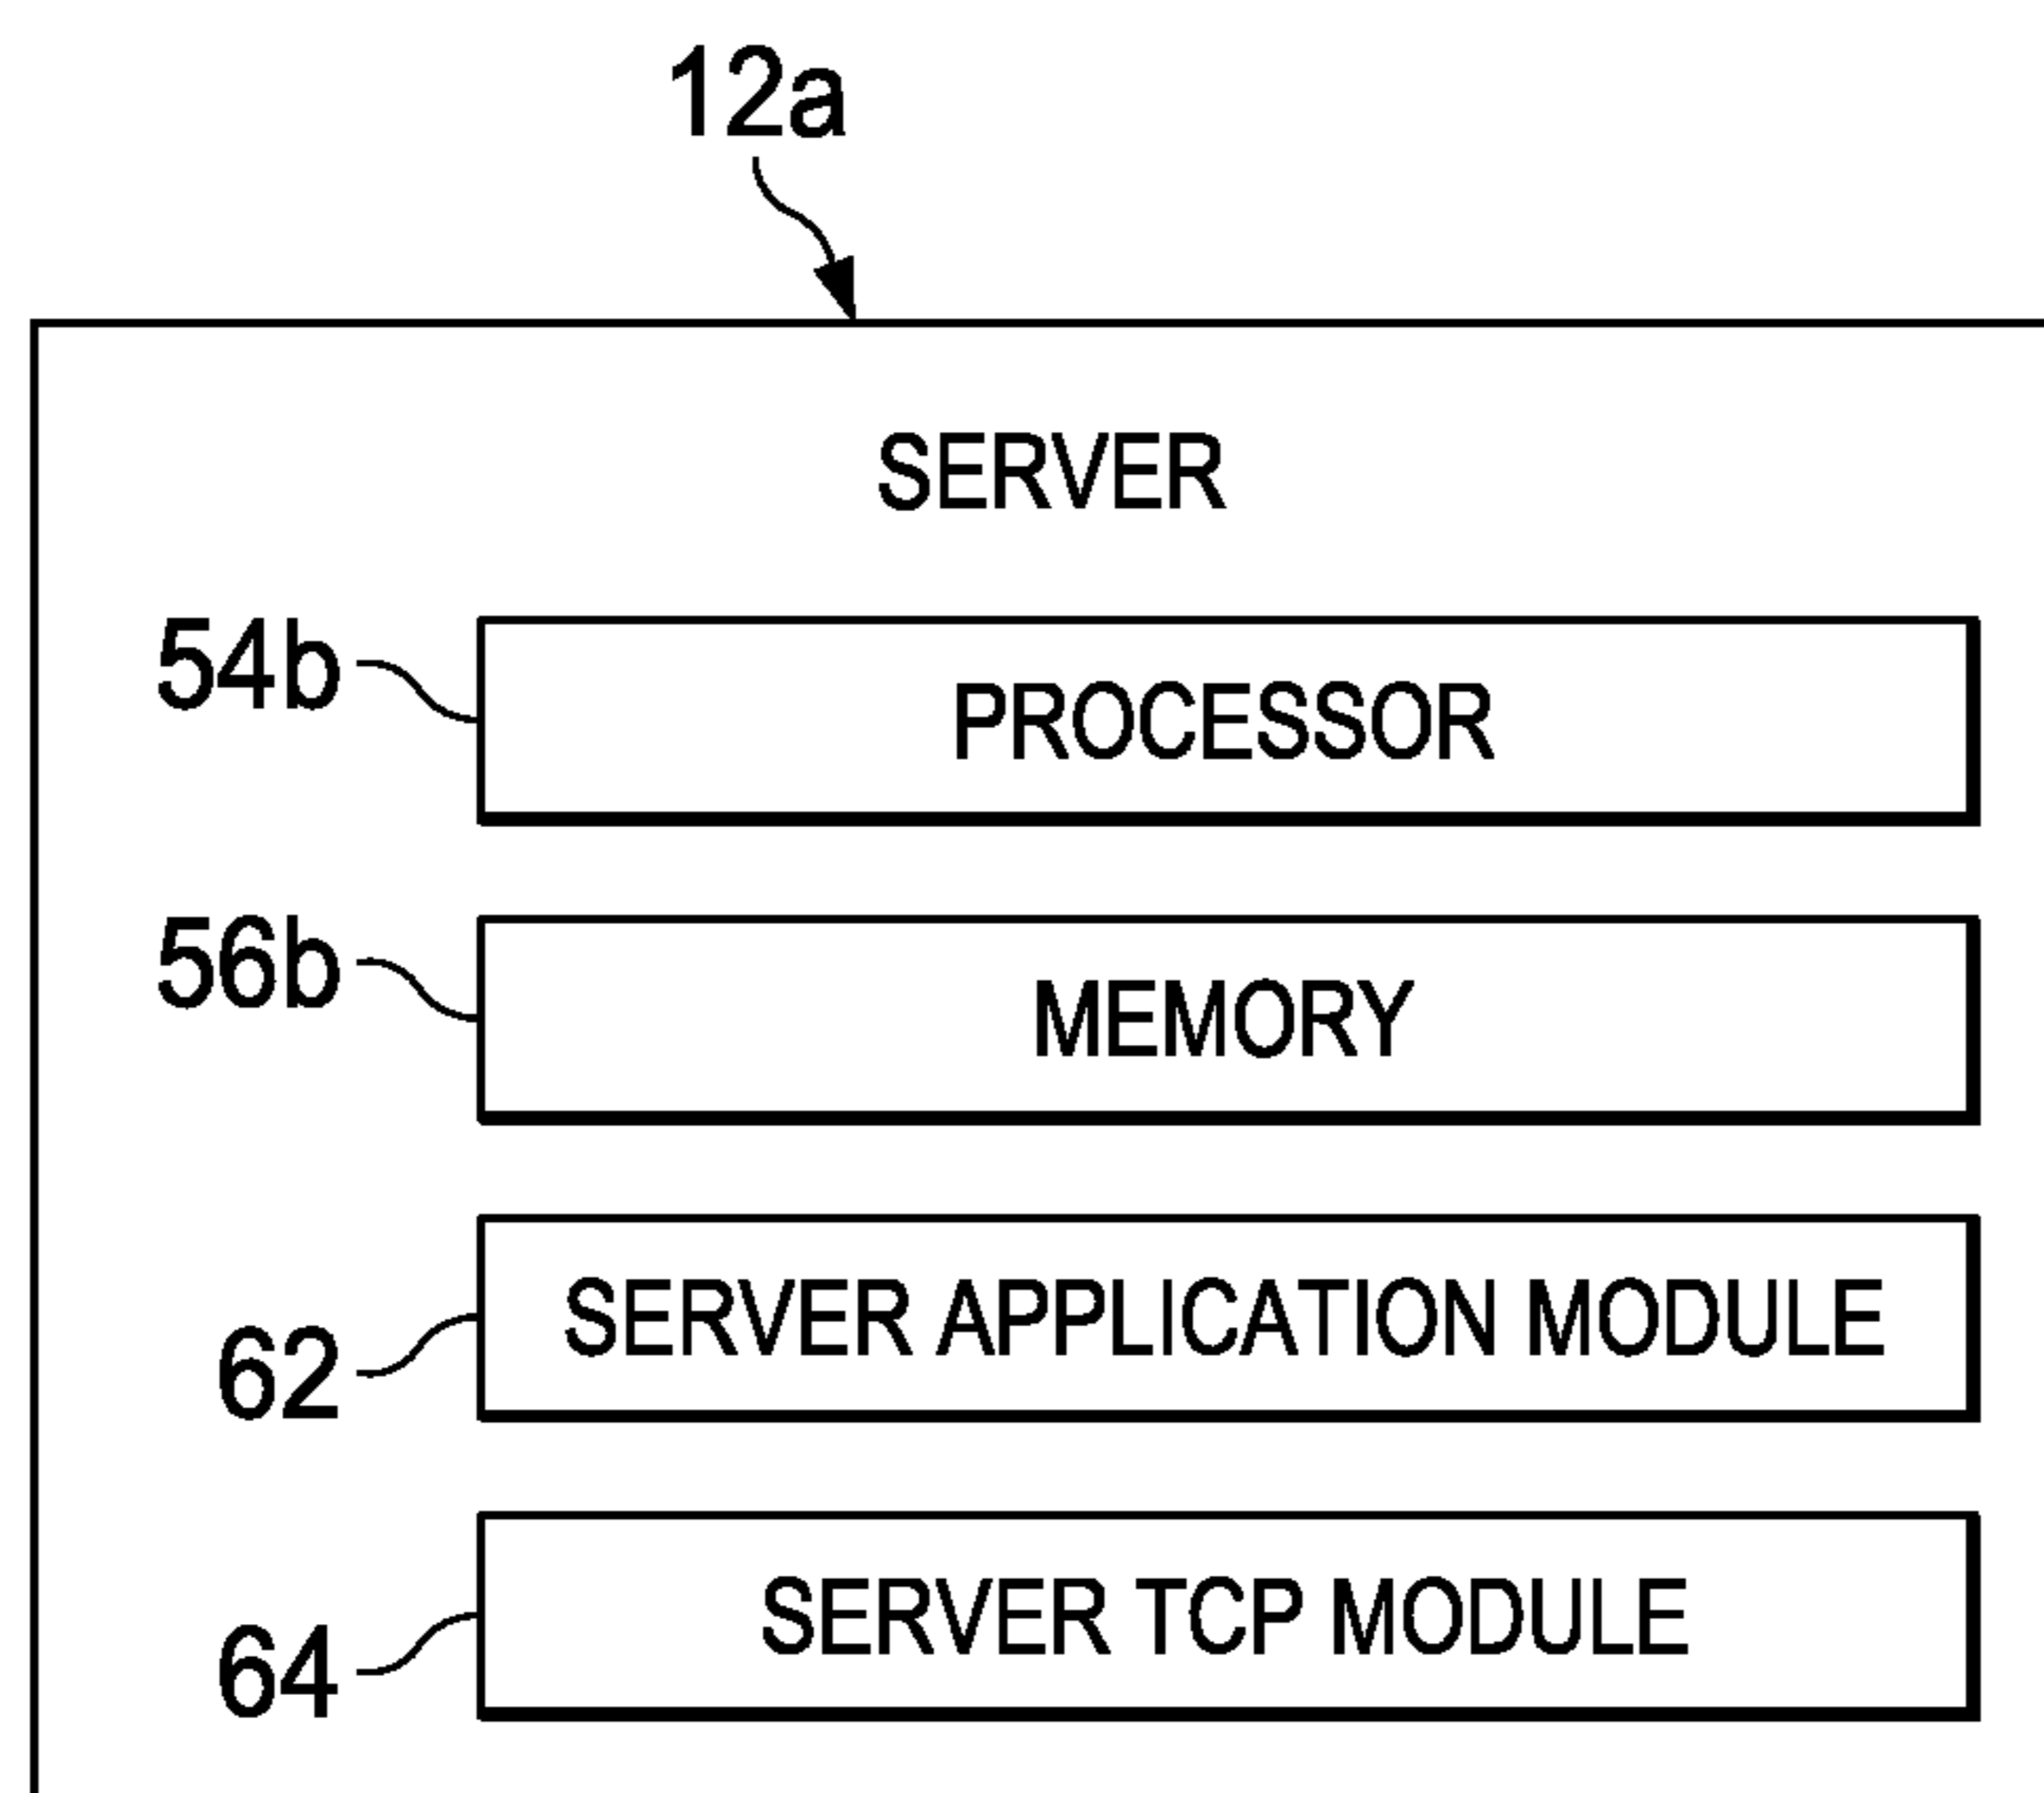 12a
SERVER
54b
PROCESSOR
56b
MEMORY
62
SERVER APPLICATION MODULE
64
SERVER TCP MODULE